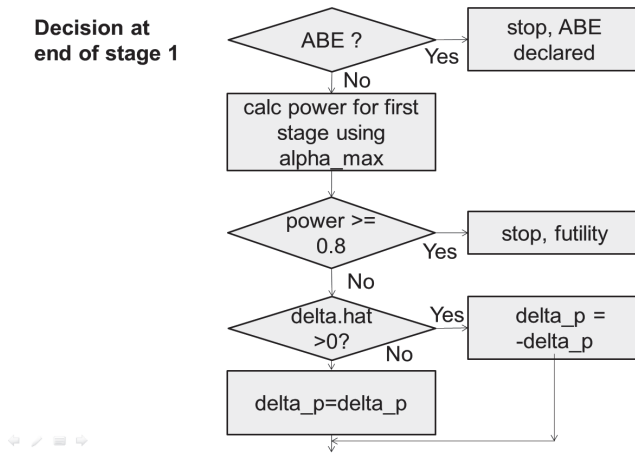 Decision at
end of stage 1
ABE ?
Yes
stop, ABE
declared
No
calc power for first
stage using
alpha_max
power >=
0.8
Yes
stop, futility
No
delta.hat
>0?
Yes
delta_p =
-delta_p
No
delta_p=delta_p